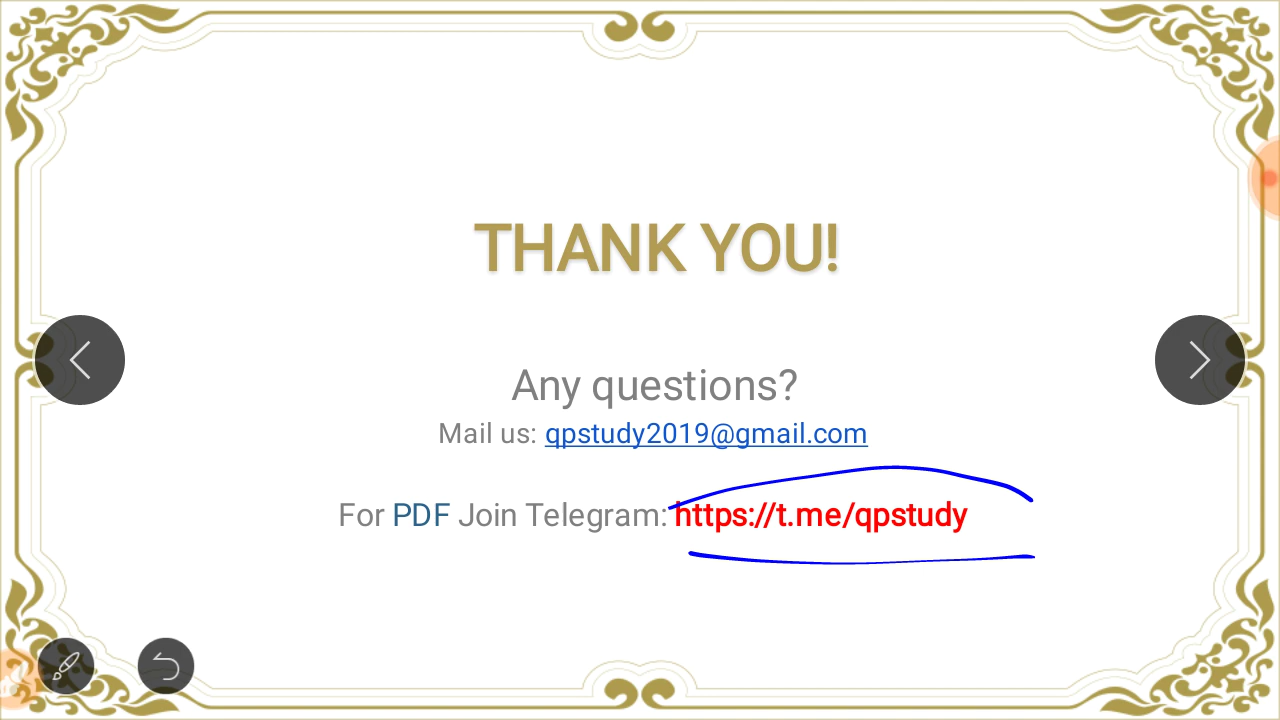 THANK YOU!
Any questions?
Mail us: qpstudy2019@gmail.com
For PDF Join Telegram: https://t.me/qpstudy